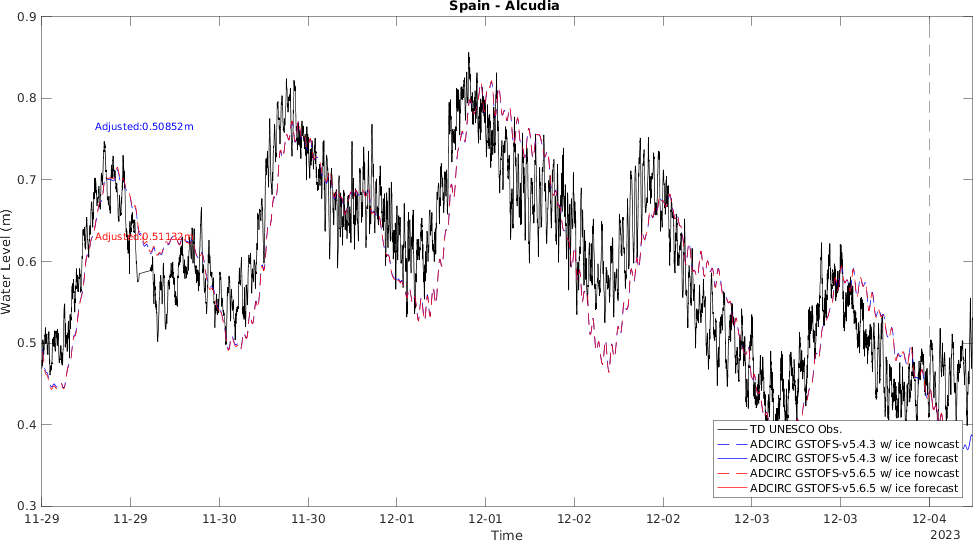 Spain - Alcudia
0.9
0.8
0.7
0.6
0.5
0.4
0.3
Water Level (m)
Adjusted:0.50852m
Adjusted:0.51132m
TD UNESCO Obs.
ADCIRC GSTOFS-v5.4.3 w/ ice nowcast
ADCIRC GSTOFS-v5.4.3 w/ ice forecast
ADCIRC GSTOFS-v5.6.5 w/ ice nowcast
ADCIRC GSTOFS-v5.6.5 w/ ice forecast
11-29 11-29 11-30 11-30 12-01 12-01 12-02 12-02 12-03 12-03 12-04
2023
Time